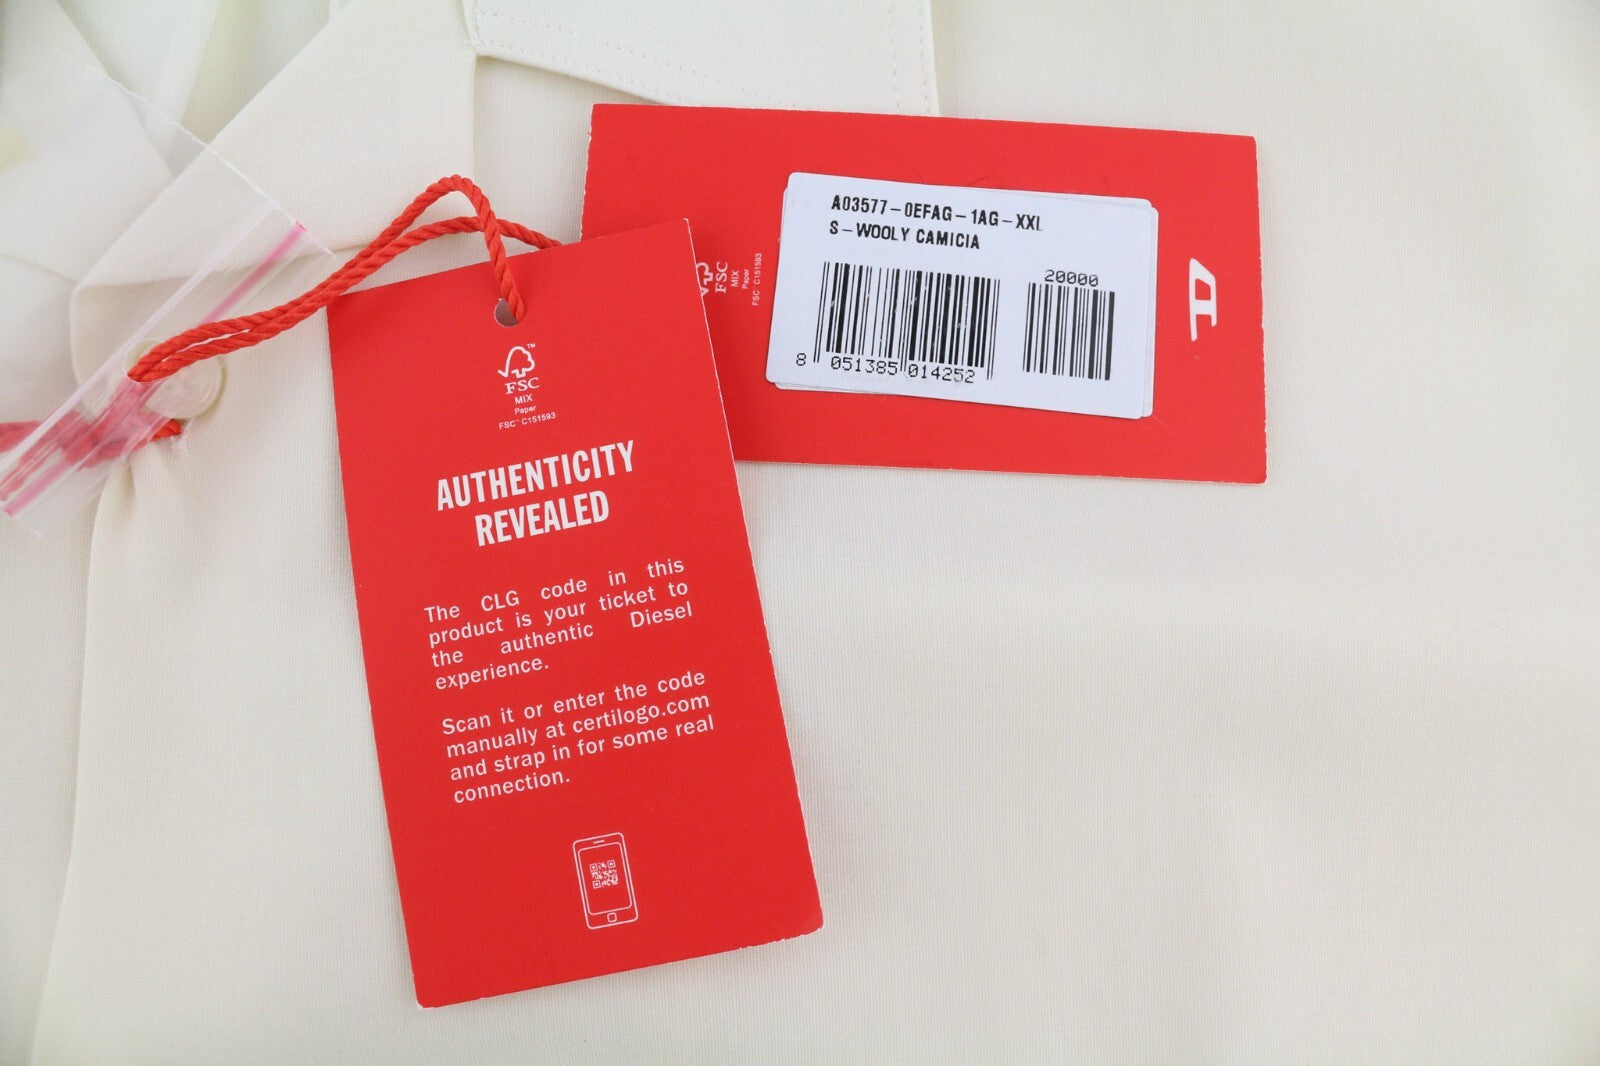 A03577-0EFAG-1AG-XXL
S-WOOLY CAMICIA
20000
8 051385 014252
FSC
MIX
Paper
FSC® C151593
D
™
FSC
MIX
Paper
FSC® C151593
AUTHENTICITY
REVEALED
The CLG code in this
product is your ticket to
the authentic Diesel
experience.
Scan it or enter the code
manually at certilogo.com
and strap in for some real
connection.